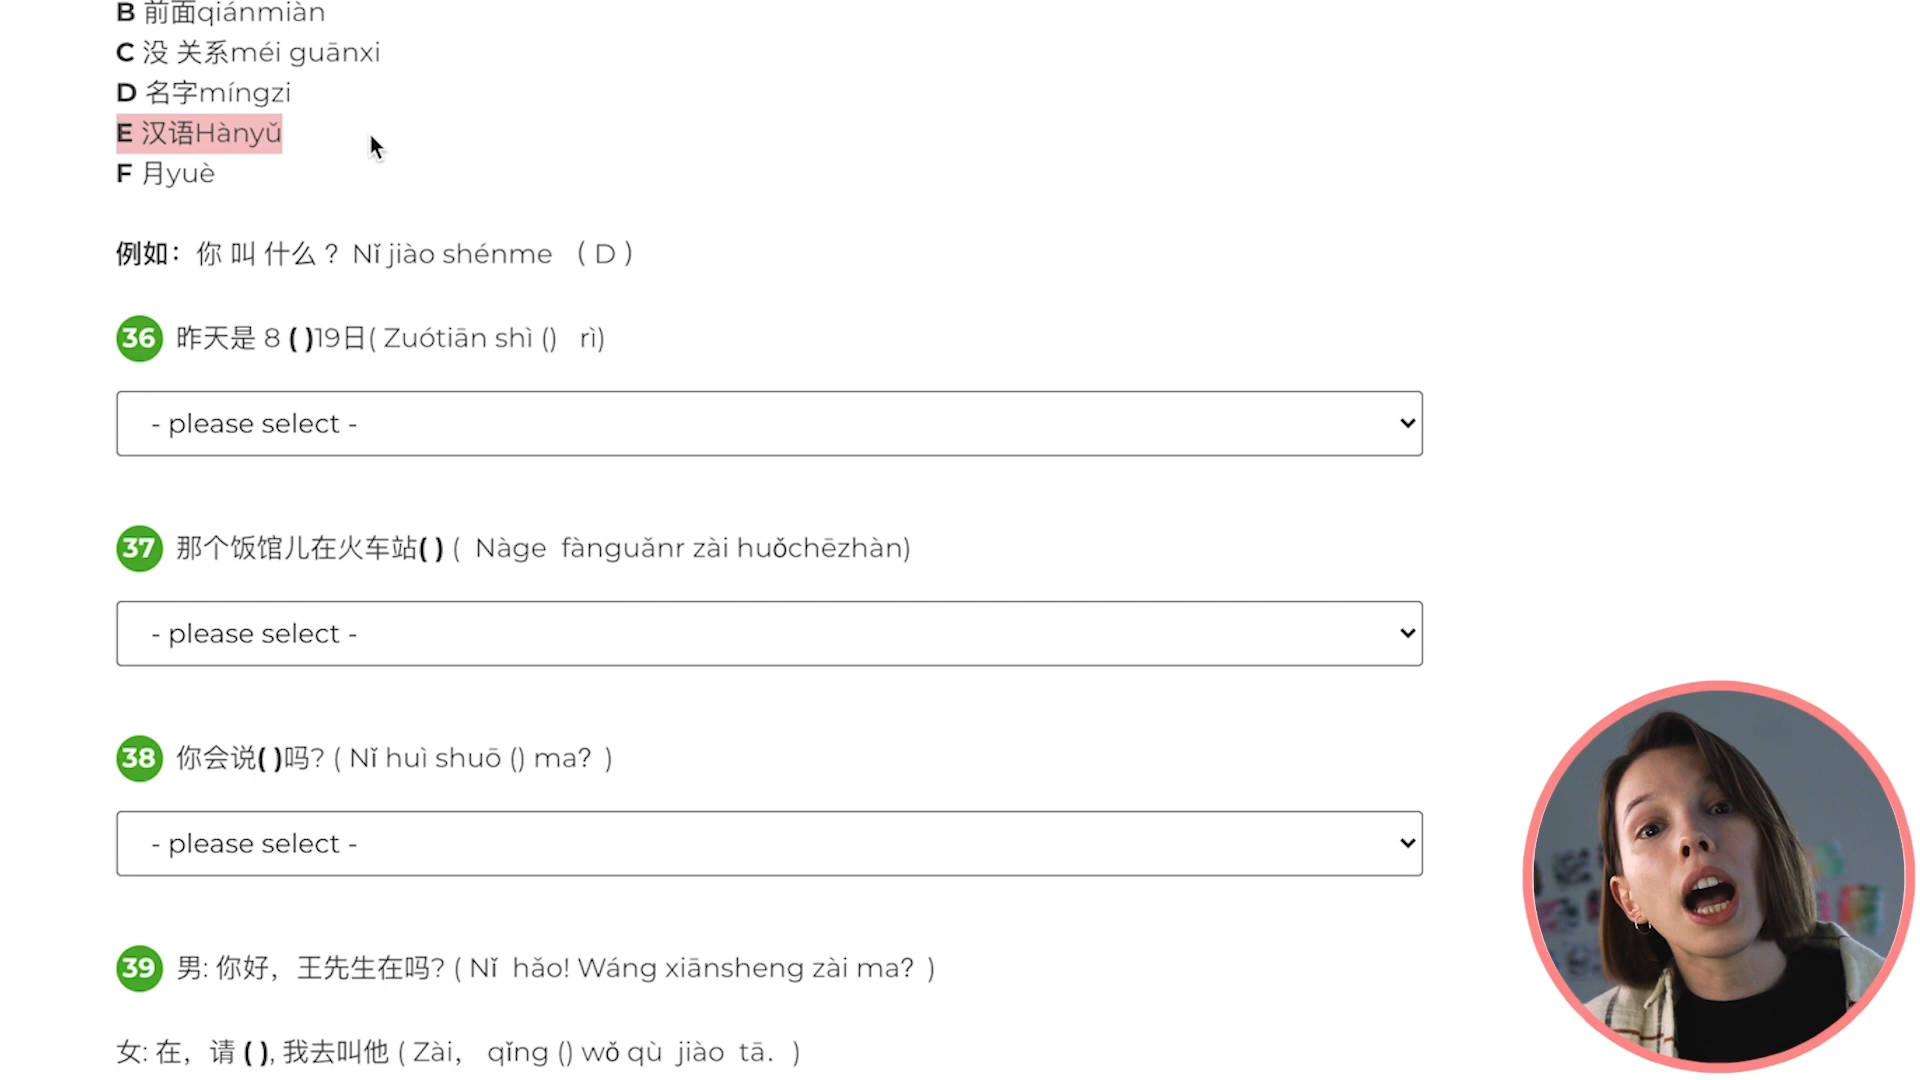 B 前面qiánmiàn
C 没 关系méi guānxi
D 名字míngzi
E 汉语Hànyǔ
F 月yuè
例如：你 叫 什么 ? Nǐ jiào shénme （ D ）
36 昨天是 8 ( )19日( Zuótiān shì () rì)
- please select -
37 那个饭馆儿在火车站( ) ( Nàge fànguǎnr zài huǒchēzhàn)
- please select -
38 你会说( )吗? ( Nǐ huì shuō () ma? )
- please select -
39 男: 你好，王先生在吗? ( Nǐ hǎo! Wáng xiānsheng zài ma? )
女: 在，请 ( ), 我去叫他 ( Zài， qǐng () wǒ qù jiào tā. )